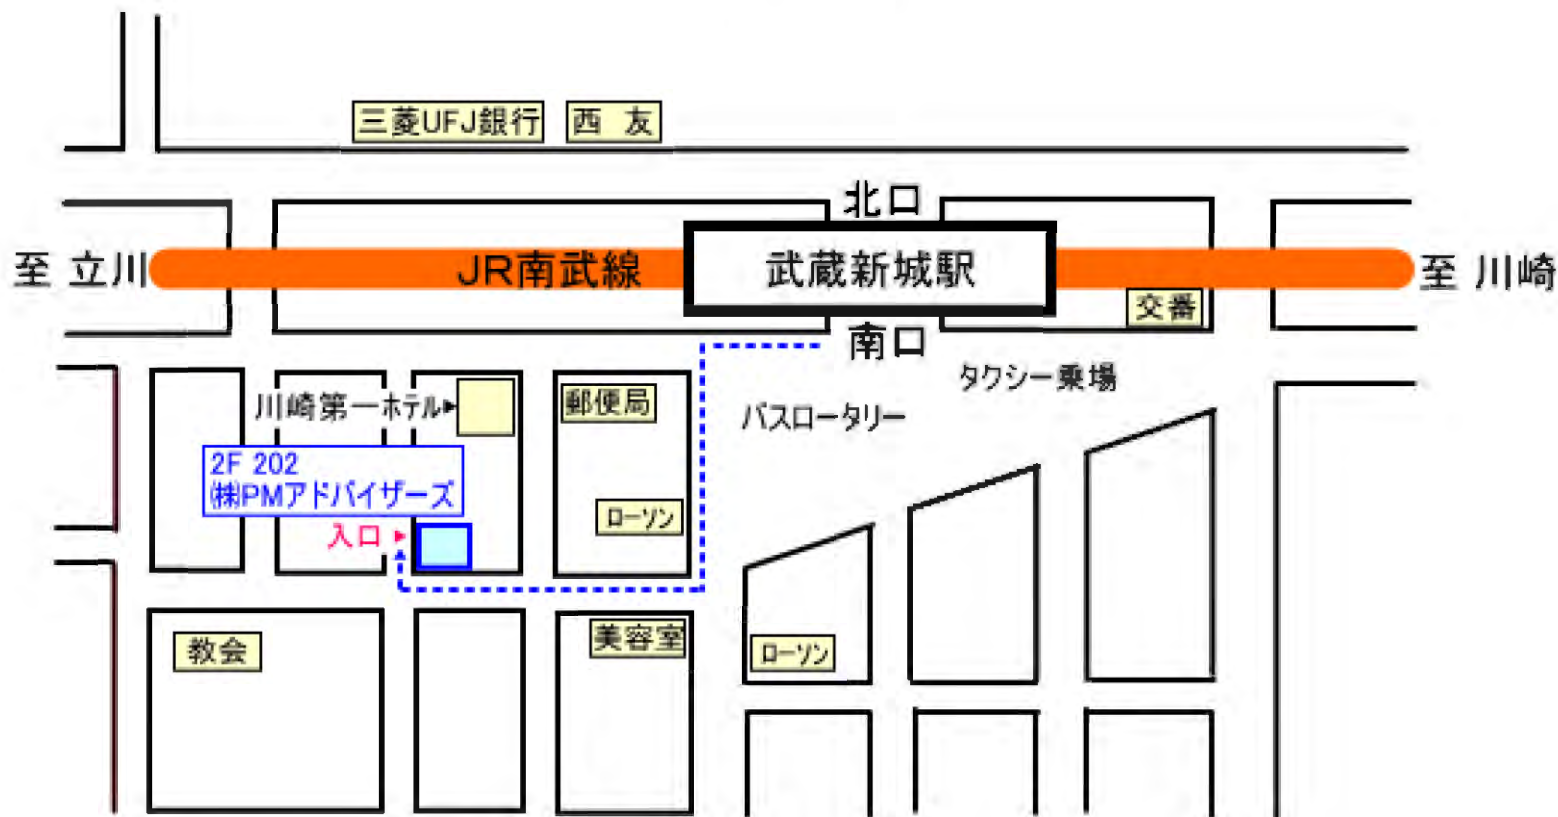 三菱UFJ銀行
西 友
北口
至 立川
JR南武線
武蔵新城駅
至 川崎
交番
南口
タクシー乗場
川崎第一ホテル
郵便局
バスロータリー
2F 202
㈱PMアドバイザーズ
ローソン
入口
教会
美容室
ローソン